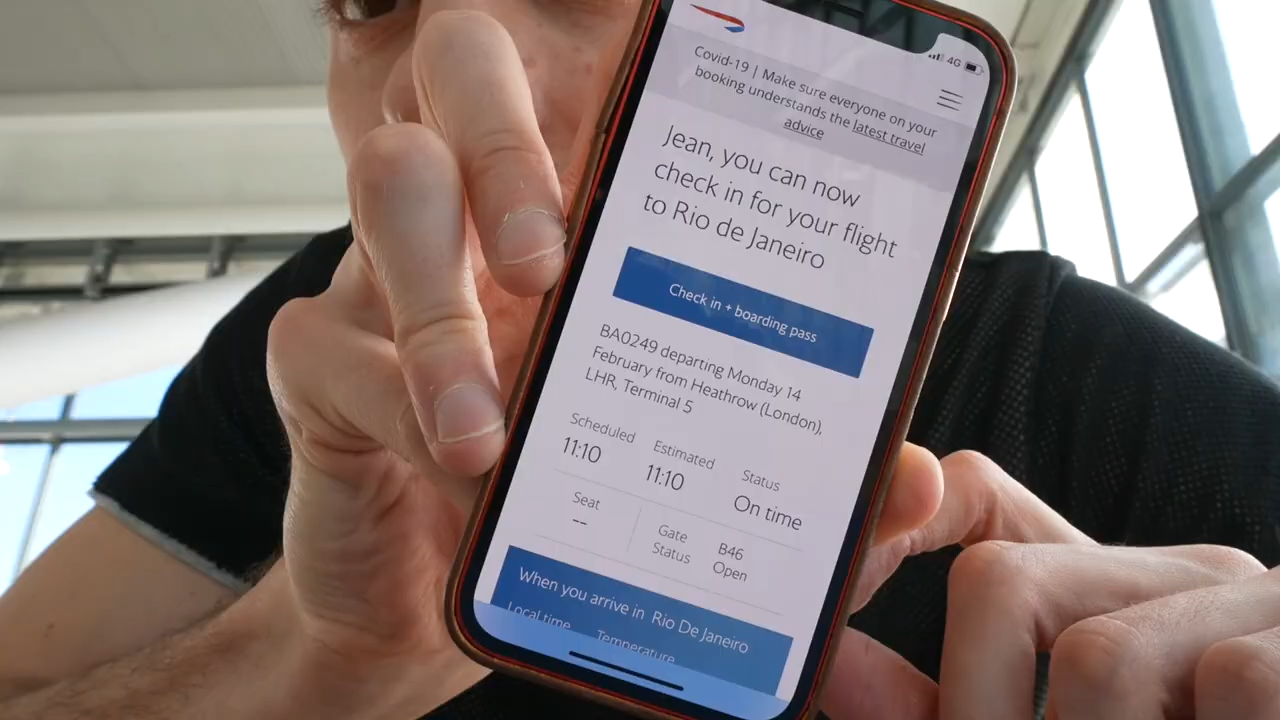 4G
Covid-19 | Make sure everyone on your
booking understands the latest travel
advice
Jean, you can now
check in for your flight
to Rio de Janeiro
Check in + boarding pass
BA0249 departing Monday 14
February from Heathrow (London),
LHR, Terminal 5
Scheduled Estimated Status
11:10 11:10 On time
Seat Gate B46
-- Status Open
When you arrive in Rio De Janeiro
Local time Temperature